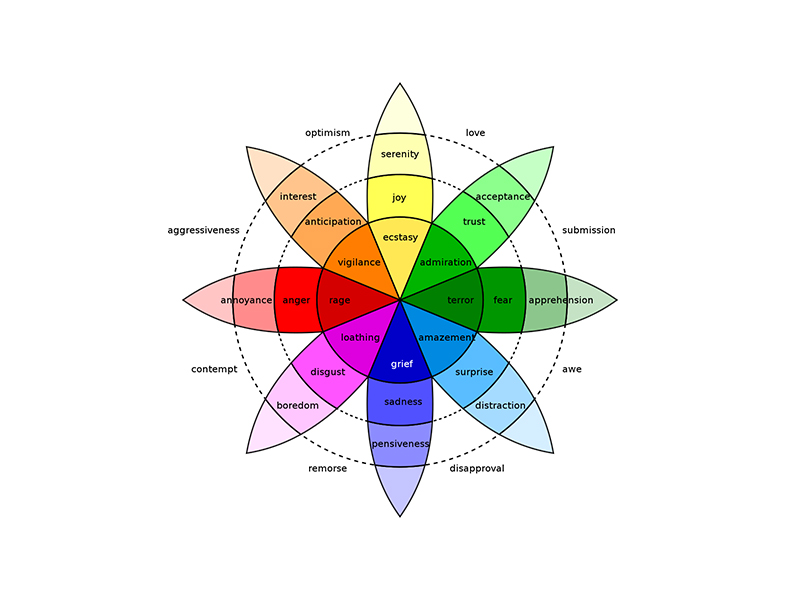 optimism
love
serenity
interest
joy
acceptance
anticipation
trust
aggressiveness
submission
ecstasy
vigilance
admiration
annoyance
anger
rage
terror
fear
apprehension
loathing
amazement
grief
contempt
disgust
surprise
awe
boredom
sadness
distraction
pensiveness
remorse
disapproval